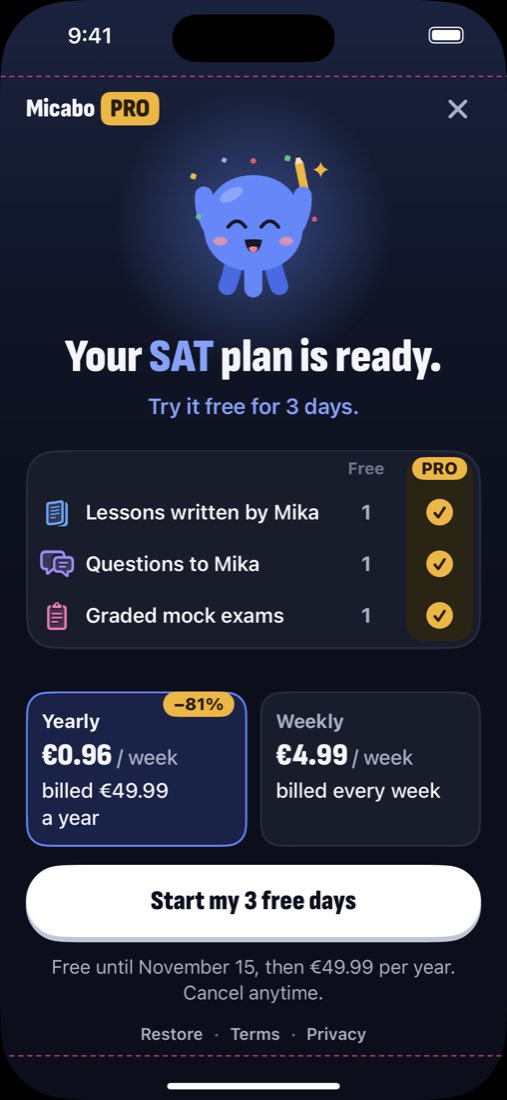 9:41
Micabo PRO
Your SAT plan is ready.
Try it free for 3 days.
Free PRO
Lessons written by Mika 1
Questions to Mika 1
Graded mock exams 1
−81%
Yearly
€0.96 / week
billed €49.99
a year
Weekly
€4.99 / week
billed every week
Start my 3 free days
Free until November 15, then €49.99 per year.
Cancel anytime.
Restore · Terms · Privacy